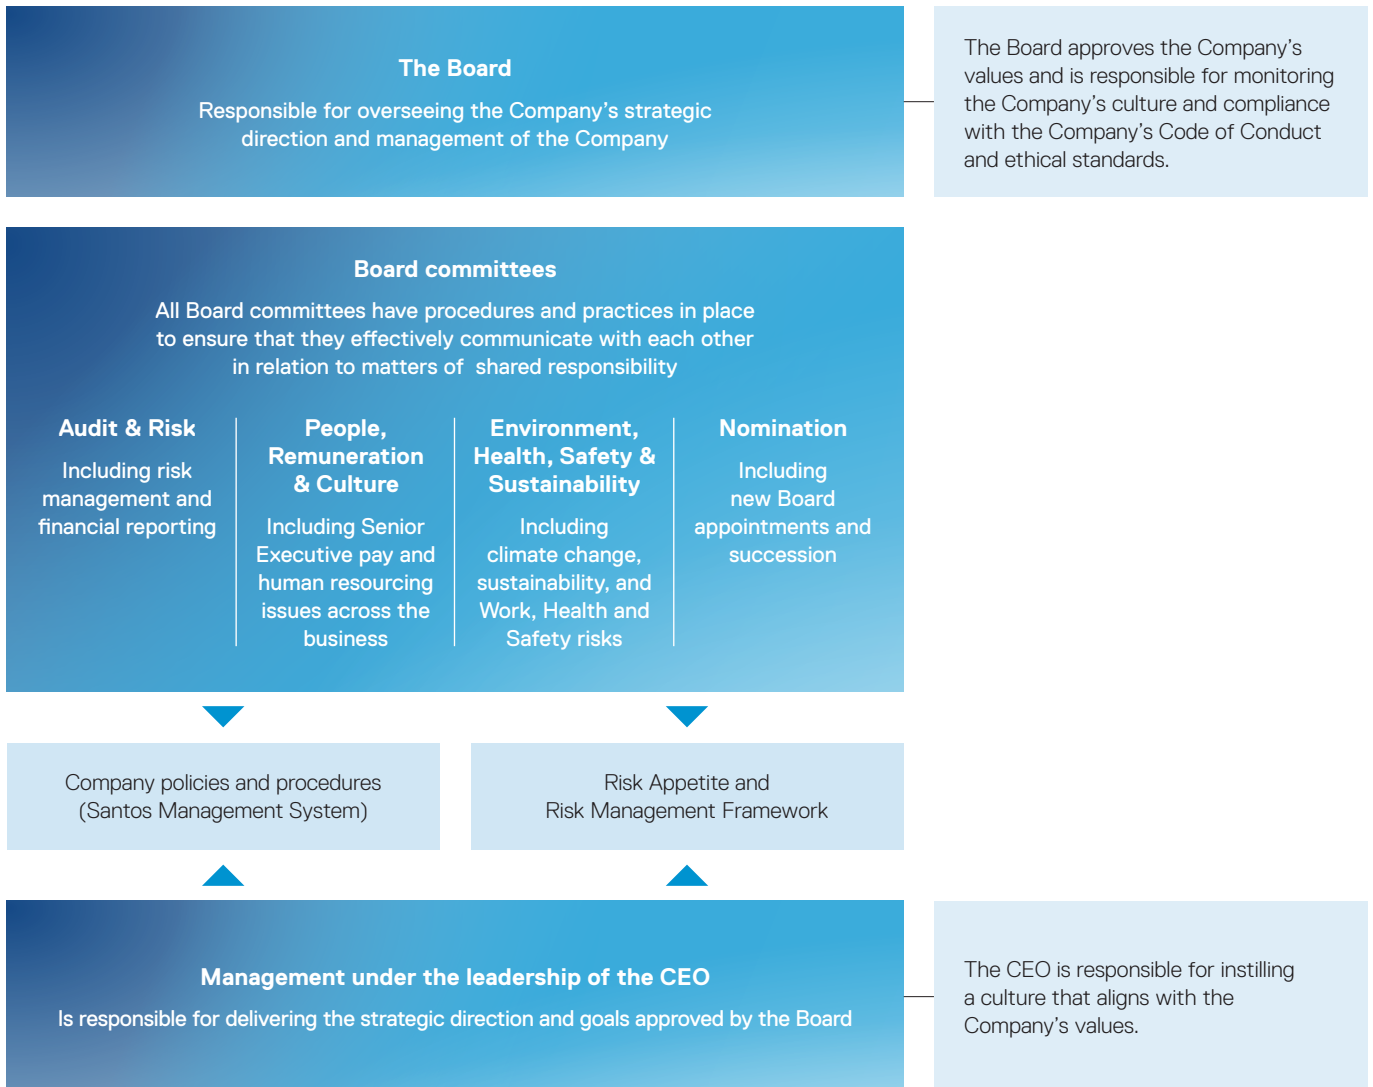 The Board
Responsible for overseeing the Company's strategic
direction and management of the Company
The Board approves the Company's
values and is responsible for monitoring
the Company's culture and compliance
with the Company's Code of Conduct
and ethical standards.
Board committees
All Board committees have procedures and practices in place
to ensure that they effectively communicate with each other
in relation to matters of shared responsibility
Audit & Risk
Including risk
management and
financial reporting
People,
Remuneration
& Culture
Including Senior
Executive pay and
human resourcing
issues across the
business
Environment,
Health, Safety &
Sustainability
Including
climate change,
sustainability, and
Work, Health and
Safety risks
Nomination
Including
new Board
appointments and
succession
Company policies and procedures
(Santos Management System)
Risk Appetite and
Risk Management Framework
Management under the leadership of the CEO
Is responsible for delivering the strategic direction and goals approved by the Board
The CEO is responsible for instilling
a culture that aligns with the
Company's values.